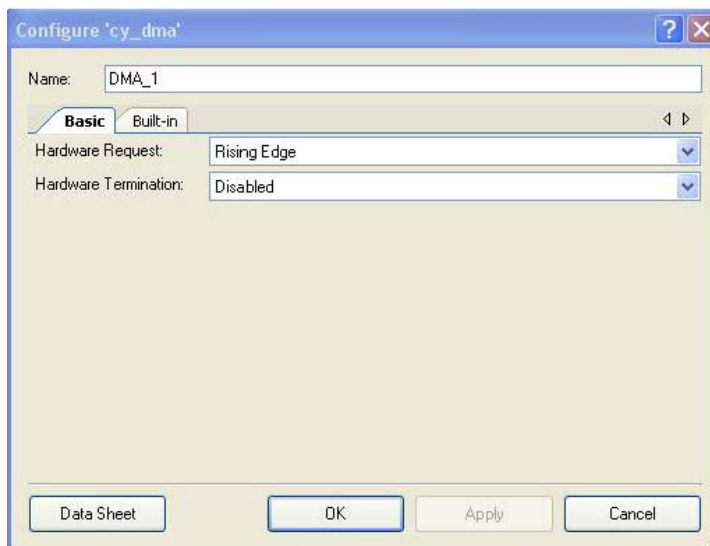 Configure 'cy_dma'
Name: DMA_1
Basic Built-in
Hardware Request: Rising Edge
Hardware Termination: Disabled
Data Sheet OK Apply Cancel